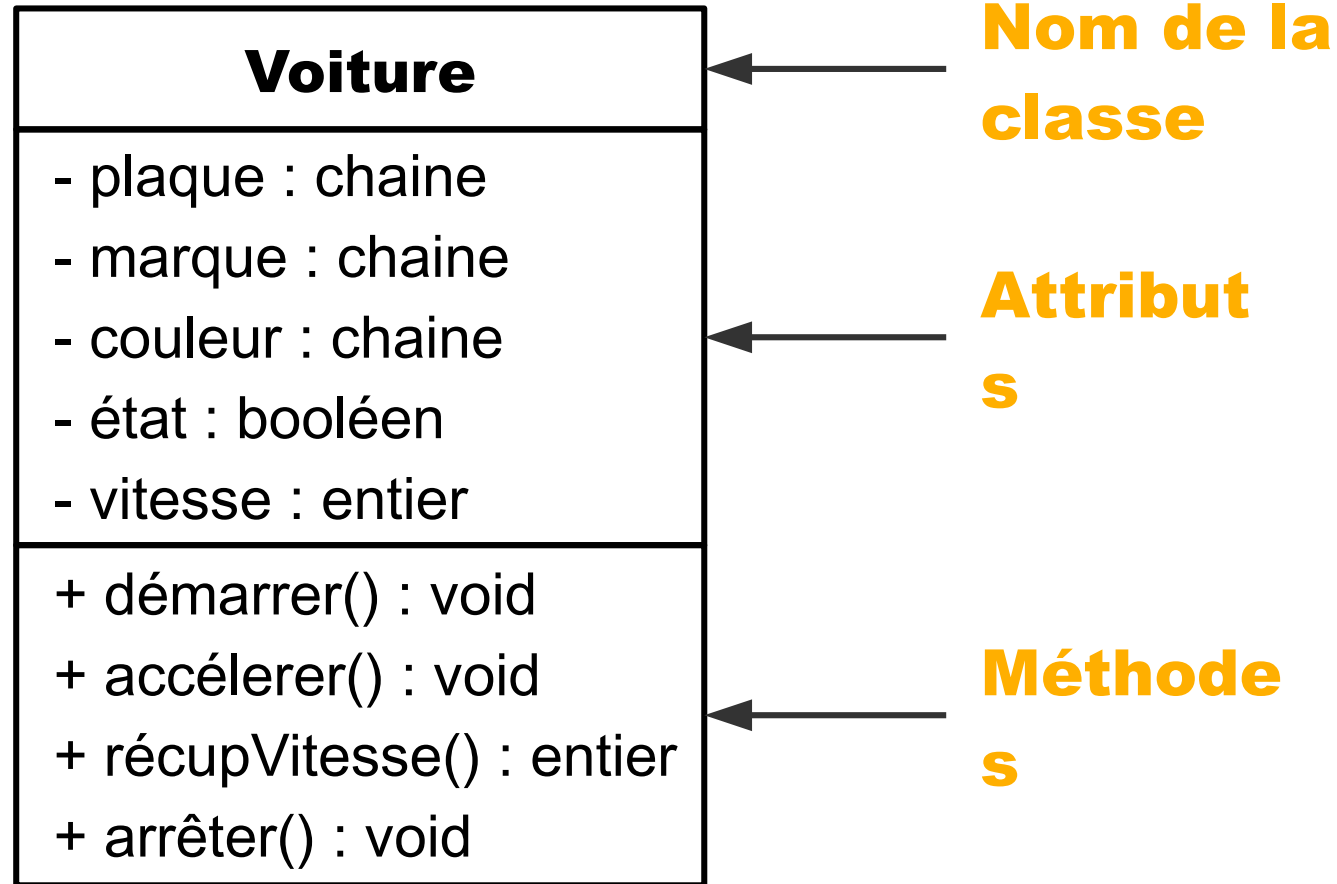 Voiture
- plaque : chaine
- marque : chaine
- couleur : chaine
- état : booléen
- vitesse : entier
+ démarrer() : void
+ accélerer() : void
+ récupVitesse() : entier
+ arrêter() : void
Nom de la
classe
Attribut
s
Méthode
s